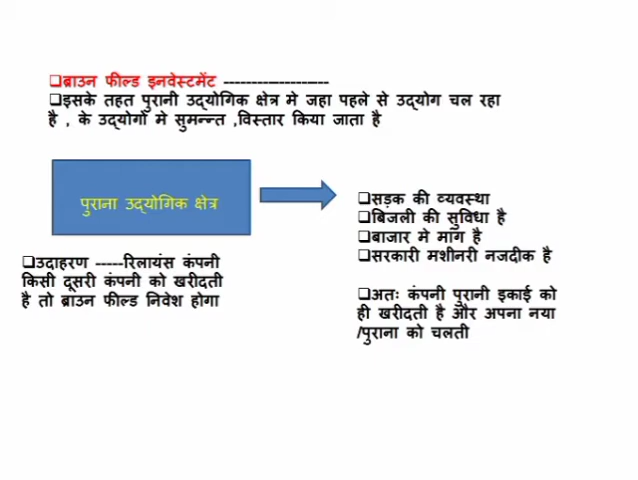 ❑ब्राउन फील्ड इनवेस्टमेंट -------------------
❑इसके तहत पुरानी उद्योगिक क्षेत्र मे जहा पहले से उद्योग चल रहा
है , के उद्योगों मे सुमन्न्त ,विस्तार किया जाता है
पुराना उद्योगिक क्षेत्र
❑सड़क की व्यवस्था
❑बिजली की सुविधा है
❑बाजार मे मांग है
❑सरकारी मशीनरी नजदीक है
❑उदाहरण -----रिलायंस कंपनी
किसी दूसरी कंपनी को खरीदती
है तो ब्राउन फील्ड निवेश होगा
❑अतः कंपनी पुरानी इकाई को
ही खरीदती है और अपना नया
/पुराना को चलती